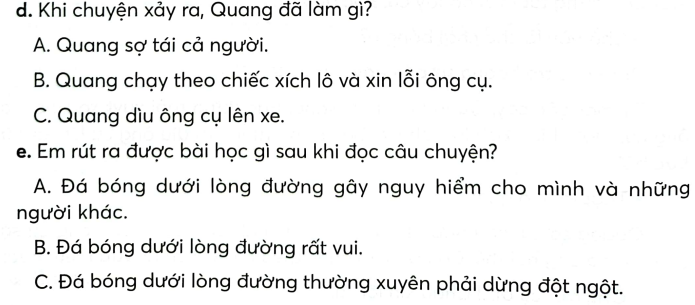 d. Khi chuyện xảy ra, Quang đã làm gì?
A. Quang sợ tái cả người.
B. Quang chạy theo chiếc xích lô và xin lỗi ông cụ.
C. Quang dìu ông cụ lên xe.
e. Em rút ra được bài học gì sau khi đọc câu chuyện?
A. Đá bóng dưới lòng đường gây nguy hiểm cho mình và những
người khác.
B. Đá bóng dưới lòng đường rất vui.
C. Đá bóng dưới lòng đường thường xuyên phải dừng đột ngột.